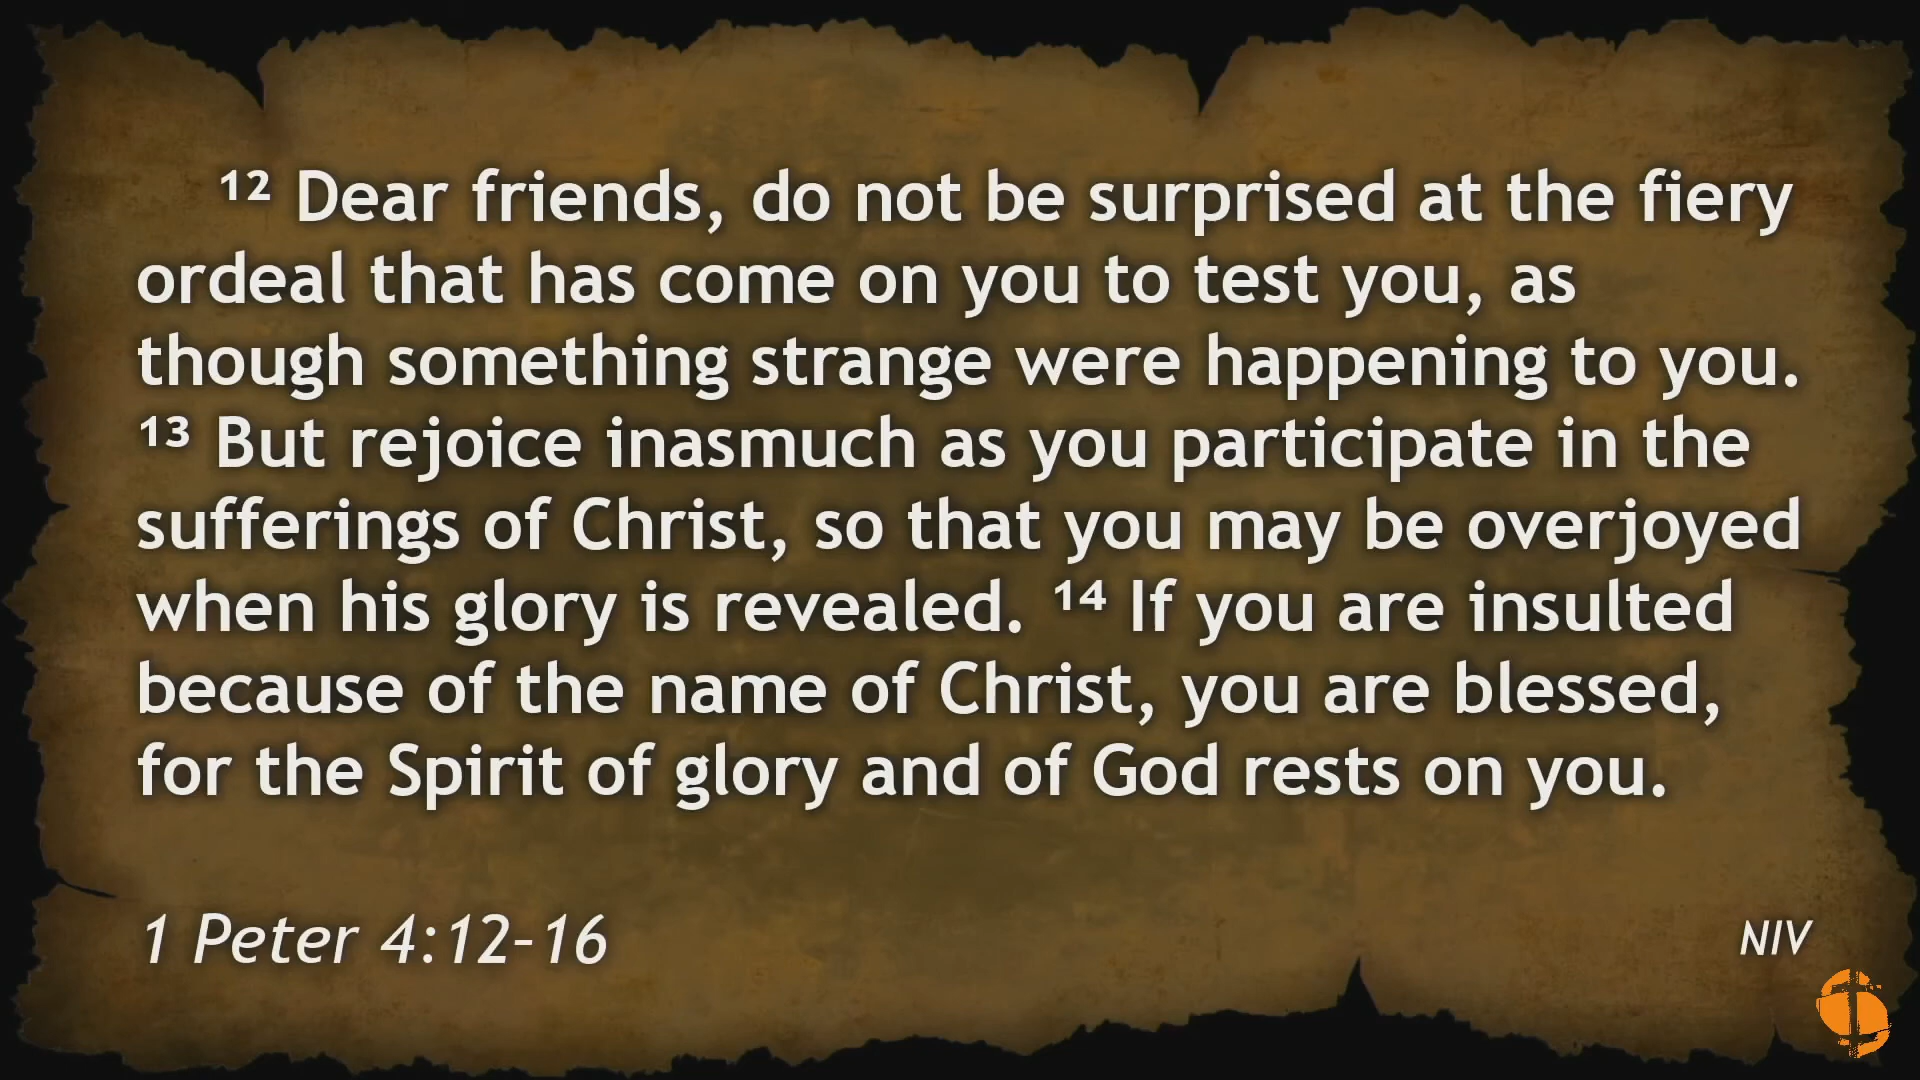 ¹² Dear friends, do not be surprised at the fiery
ordeal that has come on you to test you, as
though something strange were happening to you.
¹³ But rejoice inasmuch as you participate in the
sufferings of Christ, so that you may be overjoyed
when his glory is revealed. ¹⁴ If you are insulted
because of the name of Christ, you are blessed,
for the Spirit of glory and of God rests on you.
1 Peter 4:12–16
NIV